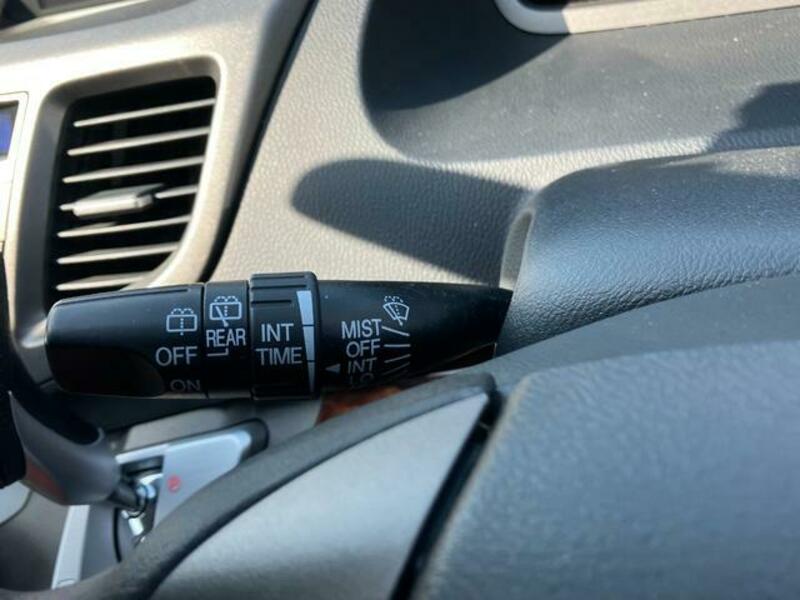 OFF
ON
REAR
INT
TIME
MIST
OFF
INT
LO